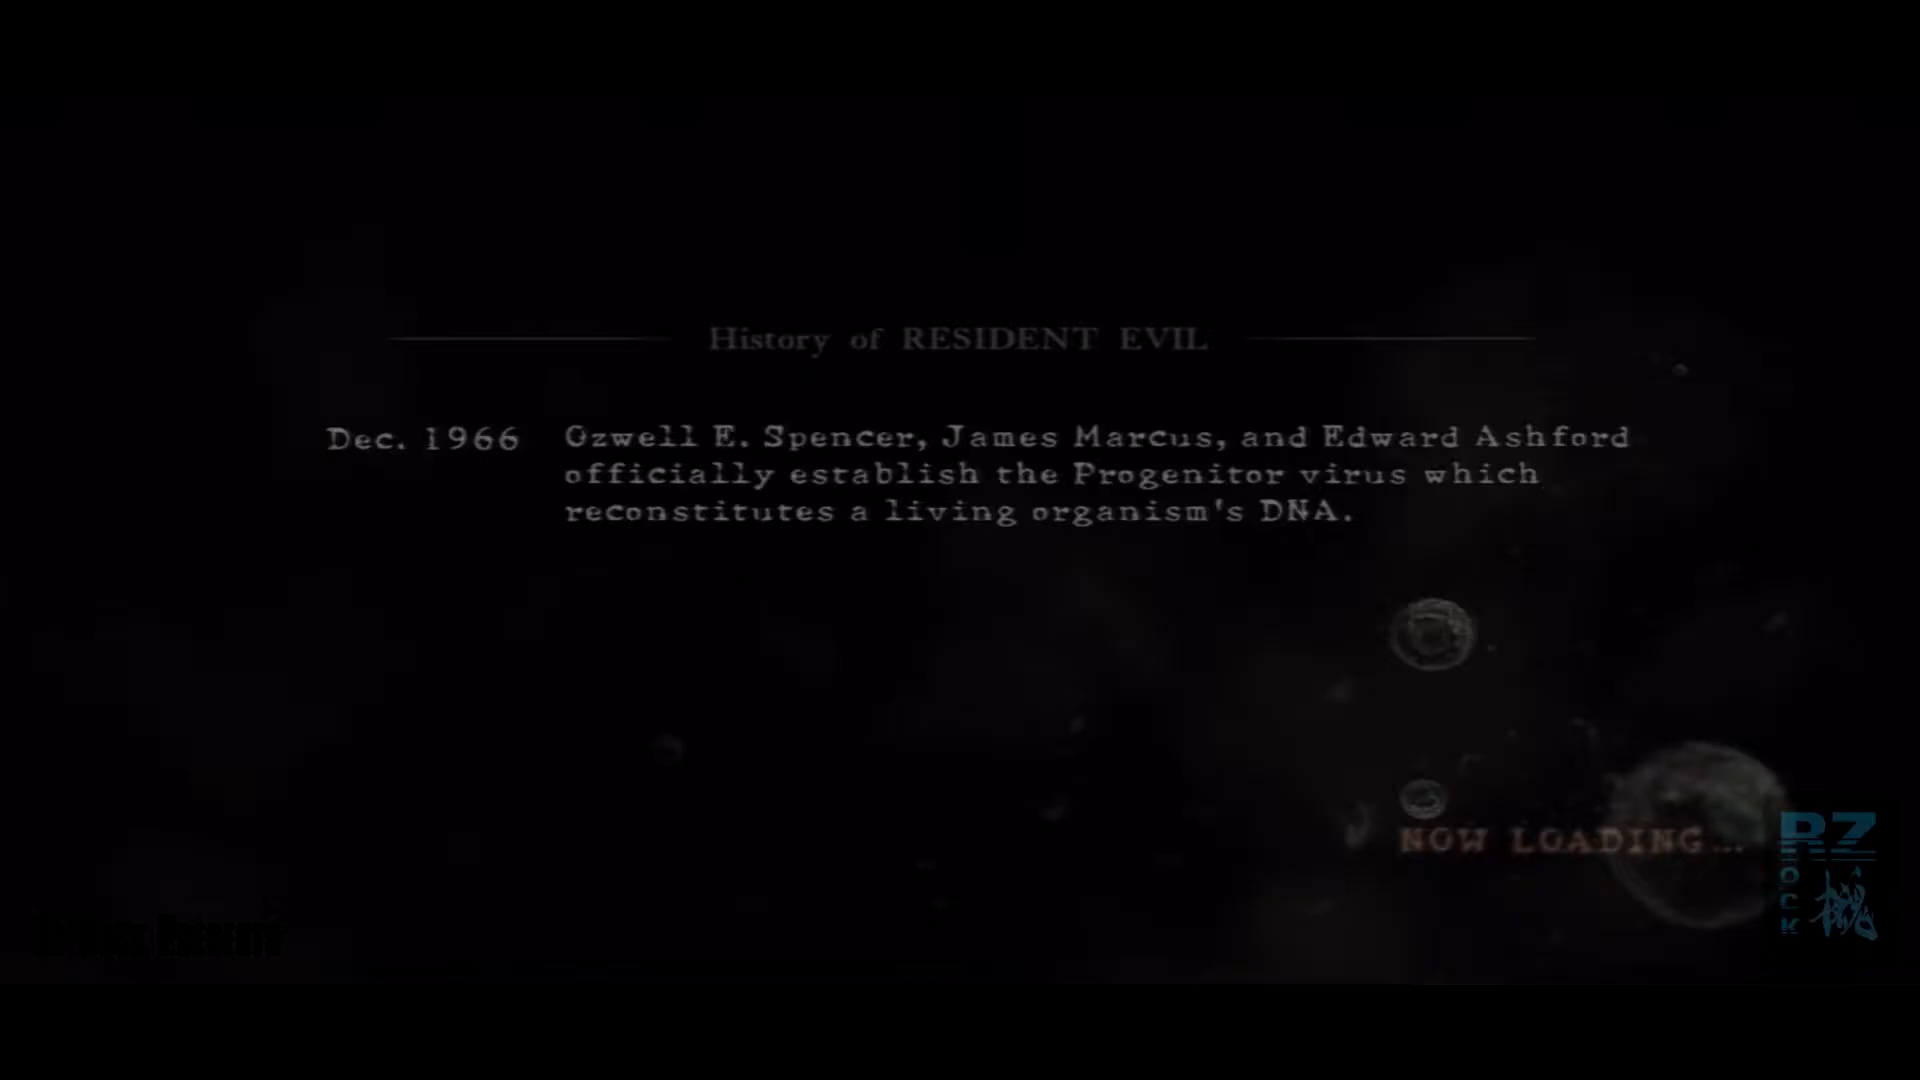 History of RESIDENT EVIL
Dec. 1966 Ozwell E. Spencer, James Marcus, and Edward Ashford
officially establish the Progenitor virus which
reconstitutes a living organism's DNA.
NOW LOADING...
RZ
OCK